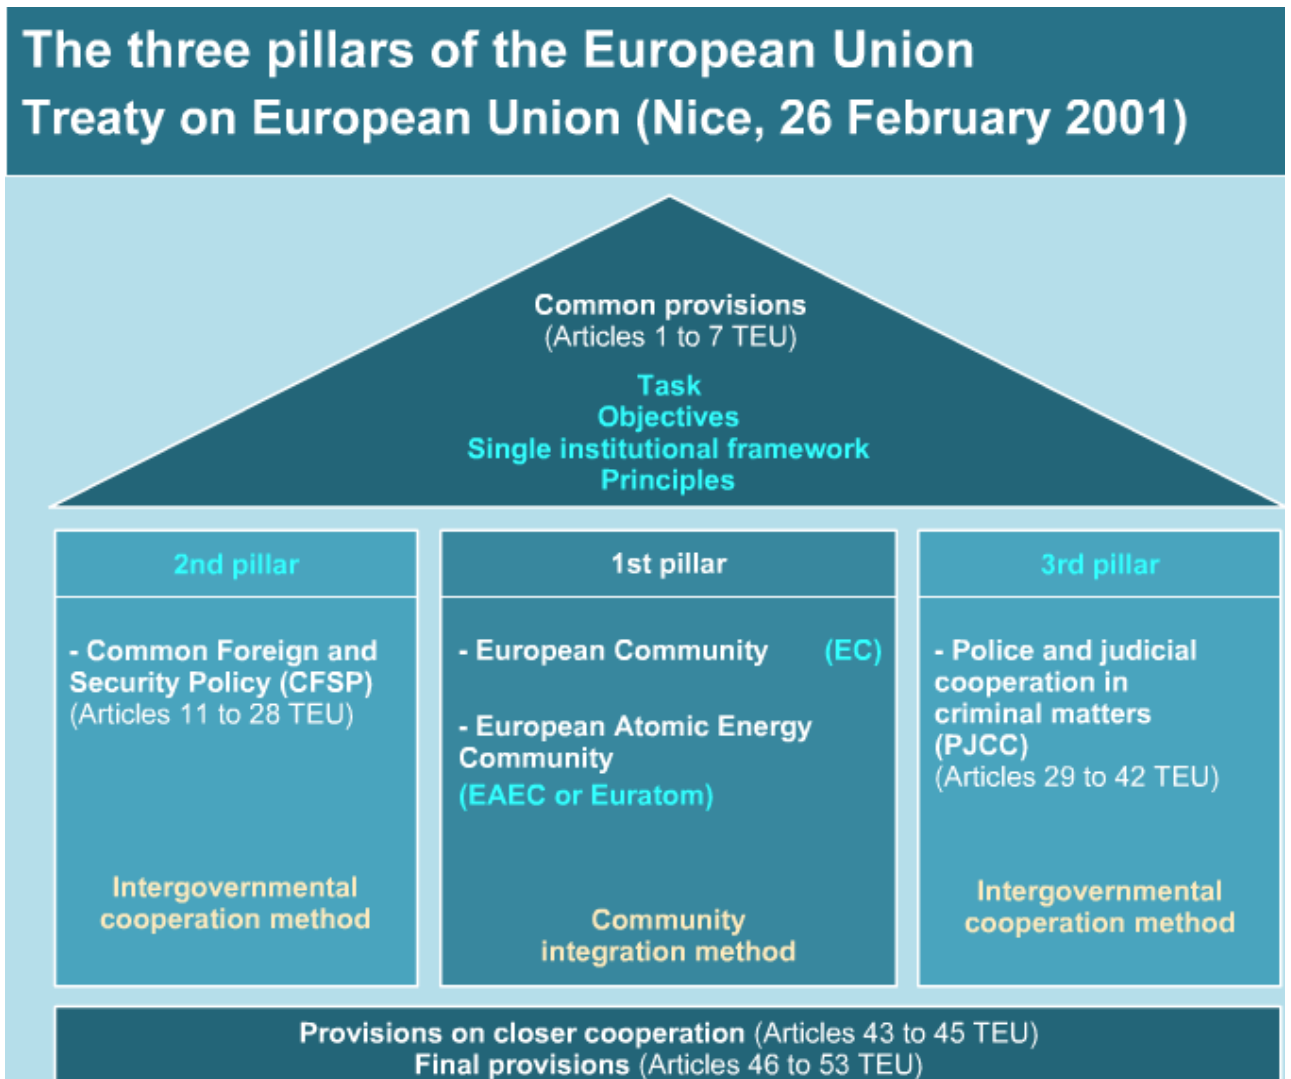 The three pillars of the European Union
Treaty on European Union (Nice, 26 February 2001)
Common provisions
(Articles 1 to 7 TEU)
Task
Objectives
Single institutional framework
Principles
2nd pillar
- Common Foreign and
Security Policy (CFSP)
(Articles 11 to 28 TEU)
Intergovernmental
cooperation method
1st pillar
- European Community (EC)
- European Atomic Energy
Community
(EAEC or Euratom)
Community
integration method
3rd pillar
- Police and judicial
cooperation in
criminal matters
(PJCC)
(Articles 29 to 42 TEU)
Intergovernmental
cooperation method
Provisions on closer cooperation (Articles 43 to 45 TEU)
Final provisions (Articles 46 to 53 TEU)